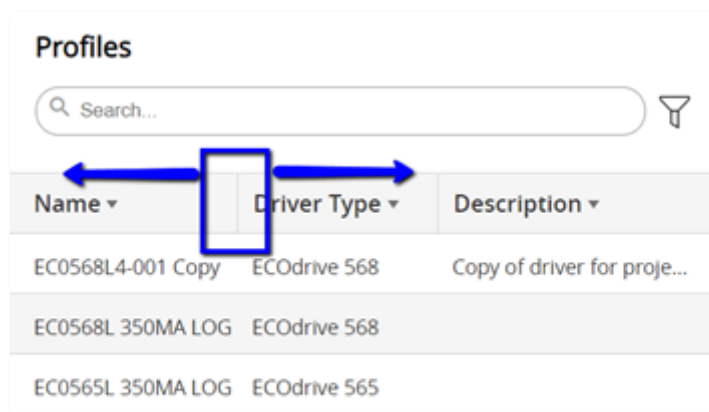 Profiles
Search...
Name Driver Type Description
EC0568L4-001 Copy ECOdrive 568 Copy of driver for proje...
EC0568L 350MA LOG ECOdrive 568
EC0565L 350MA LOG ECOdrive 565